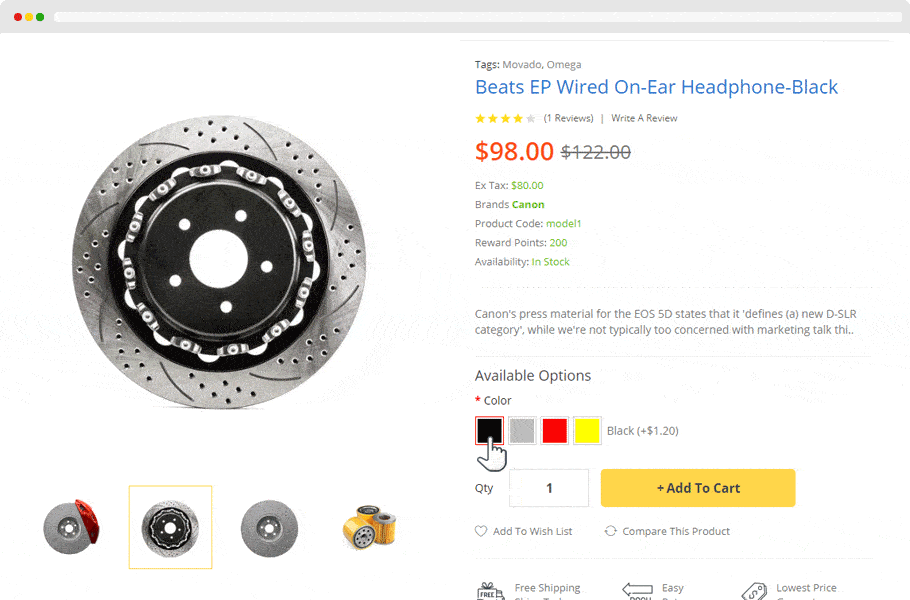 Tags: Movado, Omega
Beats EP Wired On-Ear Headphone-Black
(1 Reviews) | Write A Review
$98.00 $122.00
Ex Tax: $80.00
Brands Canon
Product Code: model1
Reward Points: 200
Availability: In Stock
Canon's press material for the EOS 5D states that it 'defines (a) new D-SLR
category', while we're not typically too concerned with marketing talk thi..
Available Options
* Color
Black (+$1.20)
Qty 1 + Add To Cart
Add To Wish List Compare This Product
FREE Free Shipping Easy Lowest Price